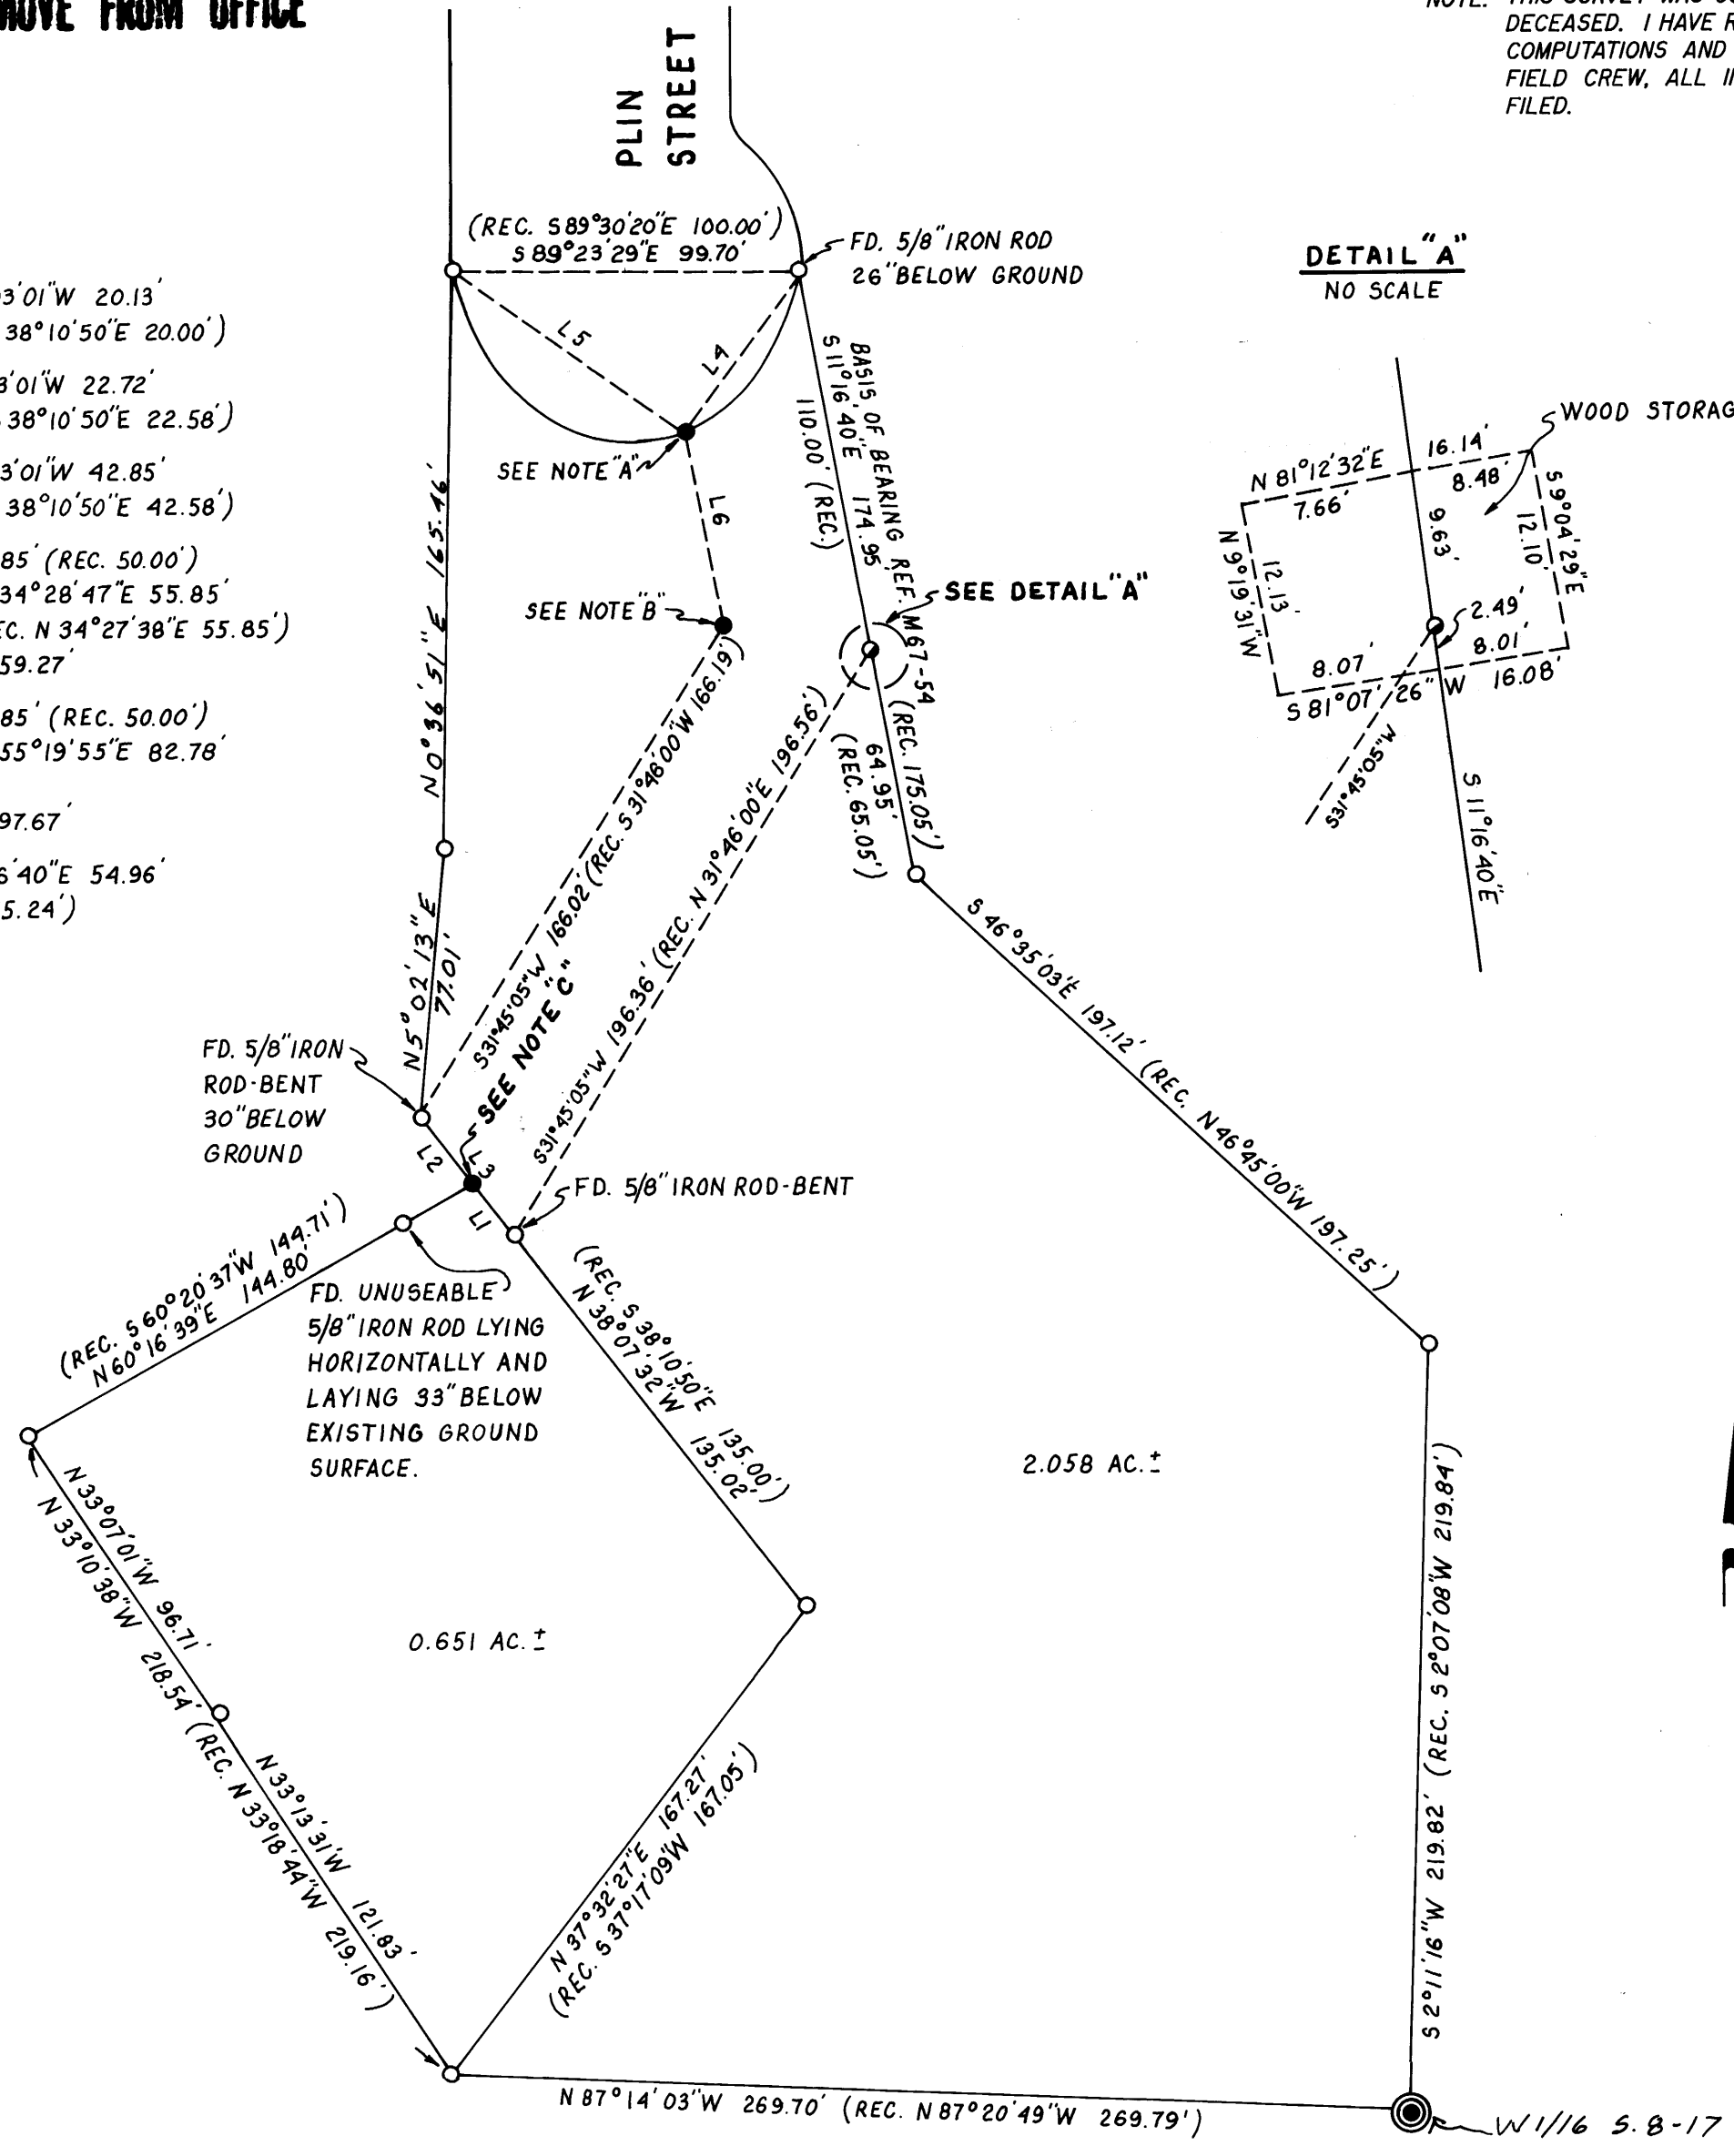 MOVE FROM OFFICE
DECEASED. I HAVE
COMPUTATIONS AND
FIELD CREW, ALL
FILED.
PLIN
STREET
(REC. S 89°30'20"E 100.00')
S 89°23'29"E 99.70'
FD. 5/8" IRON ROD
26" BELOW GROUND
DETAIL "A"
NO SCALE
3'01"W 20.13'
38°10'50"E 20.00')
3'01"W 22.72'
38°10'50"E 22.58')
3'01"W 42.85
38°10'50"E 42.58')
85' (REC. 50.00')
34°28'47"E 55.85'
EC. N 34°27'38"E 55.85')
59.27'
85' (REC. 50.00')
55°19'55"E 82.78'
97.67'
6'40"E 54.96'
5.24')
L5
L4
L6
SEE NOTE "A"
SEE NOTE "B"
BASIS OF BEARING REF. M67-54
S 11°16'40"E 174.95' (REC. 175.05')
110.00' (REC.)
64.95'
(REC. 65.05')
SEE DETAIL "A"
WOOD STORAG
N 81°12'32"E 16.14'
7.66'
8.48'
9.63'
S 9°04'29"E
12.10'
N 9°19'31"W
12.13'
2.49'
8.07'
8.01'
S 81°07'26" W 16.08'
S31°45'05"W
S 11°16'40"E
N 0°36'51"E 165.46'
N 5°02'13"E
77.01'
S31°45'05"W 166.02' (REC. S 31°46'00"W 166.19')
S31°45'05"W 196.36' (REC. N 31°46'00"E 196.56')
SEE NOTE "C"
S 46°35'03"E 197.12' (REC. N46°45'00"W 197.25')
FD. 5/8" IRON
ROD-BENT
30" BELOW
GROUND
L2
L3
L1
FD. 5/8" IRON ROD-BENT
(REC. S 60°20'37"W 144.71')
N 60°16'39"E 144.80'
FD. UNUSEABLE
5/8" IRON ROD LYING
HORIZONTALLY AND
LAYING 33" BELOW
EXISTING GROUND
SURFACE.
(REC. S 38°10'50"E 135.00')
N 38°07'32"W 135.02'
2.058 AC.±
0.651 AC.±
N 33°07'01"W 96.71'
N 33°10'38"W 218.54' (REC. N 33°18'44"W 219.16')
N 33°13'31"W 121.83'
N 37°32'27"E 167.27'
(REC. S 37°17'09"W 167.05')
S 2°11'16"W 219.82' (REC. S 2°07'08"W 219.84')
N 87°14'03"W 269.70' (REC. N 87°20'49"W 269.79')
W 1/16 S. 8-17